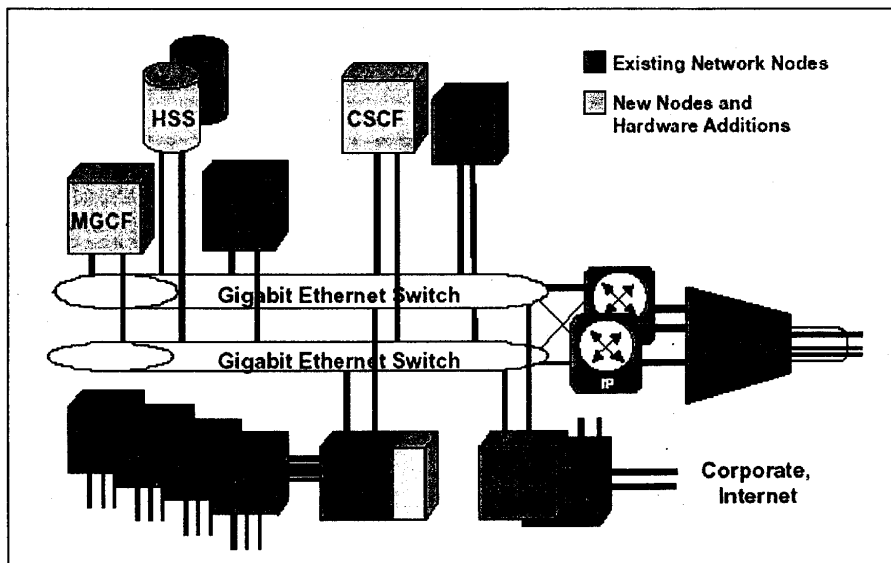 HSS
CSCF
Existing Network Nodes
New Nodes and
Hardware Additions
MGCF
Gigabit Ethernet Switch
Gigabit Ethernet Switch
IP
Corporate,
Internet